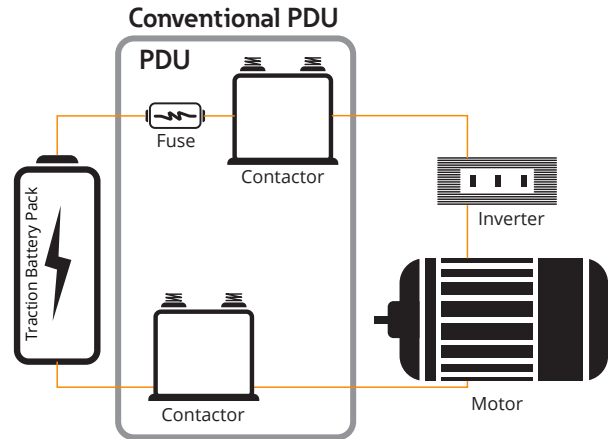 Conventional PDU
PDU
Fuse
Contactor
Traction Battery Pack
Inverter
Contactor
Motor